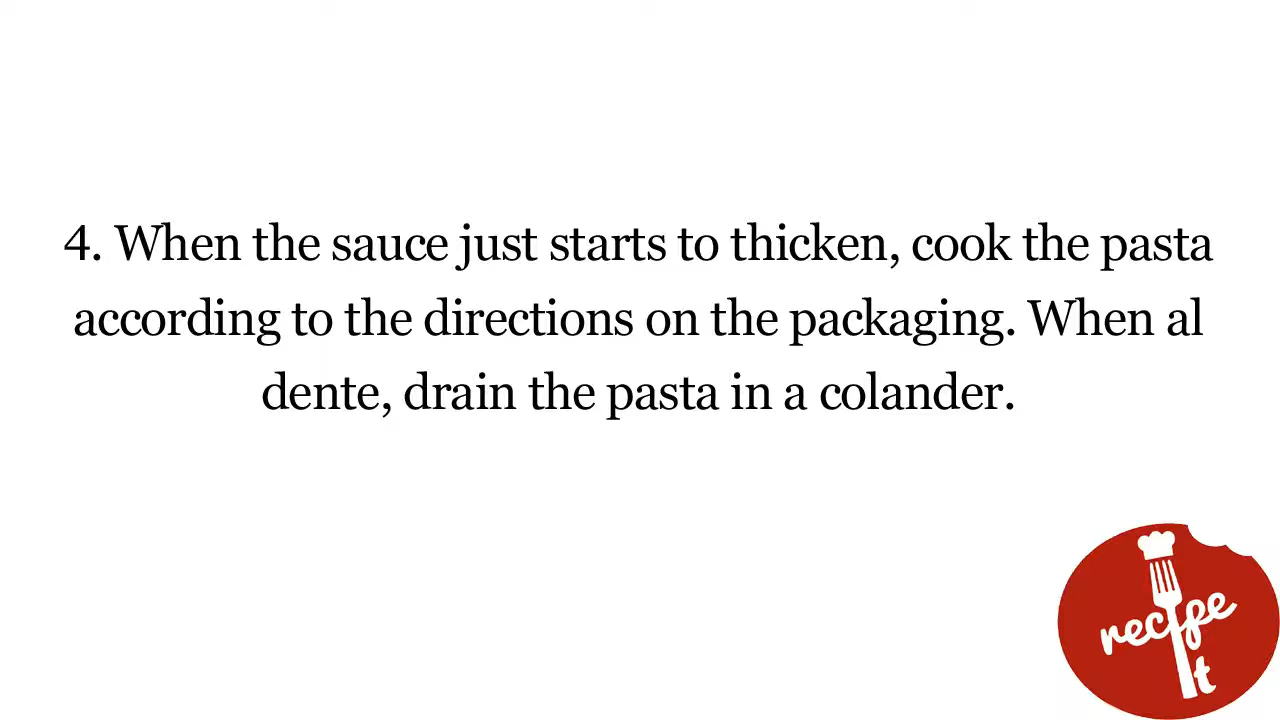 4. When the sauce just starts to thicken, cook the pasta
according to the directions on the packaging. When al
dente, drain the pasta in a colander.
recipe
It